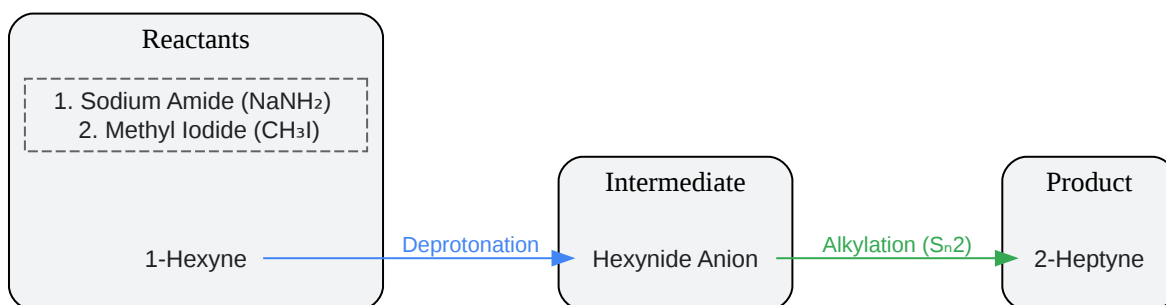 Reactants
1. Sodium Amide (NaNH₂)
2. Methyl Iodide (CH₃I)
1-Hexyne
Deprotonation
Intermediate
Hexynide Anion
Alkylation (Sₙ2)
Product
2-Heptyne